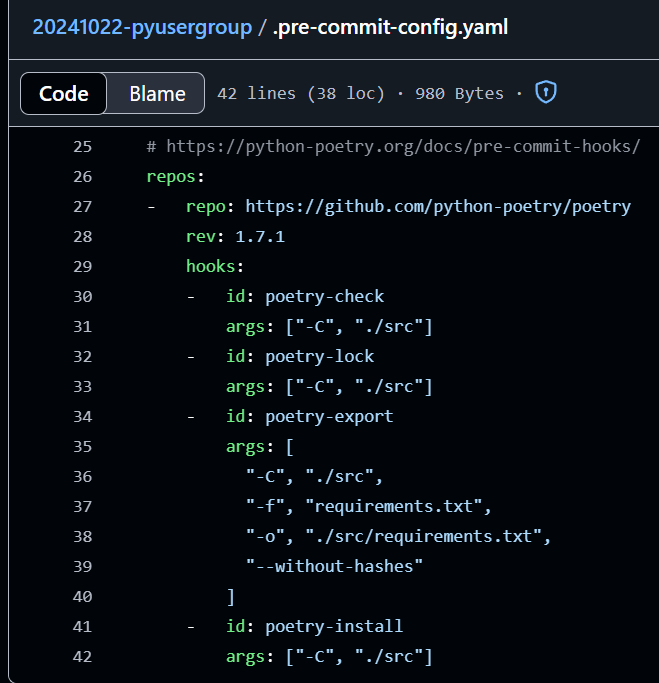 20241022-pyusergroup / .pre-commit-config.yaml
Code Blame 42 lines (38 loc) · 980 Bytes ·
25 # https://python-poetry.org/docs/pre-commit-hooks/
26 repos:
27 -   repo: https://github.com/python-poetry/poetry
28     rev: 1.7.1
29     hooks:
30     -   id: poetry-check
31         args: ["-C", "./src"]
32     -   id: poetry-lock
33         args: ["-C", "./src"]
34     -   id: poetry-export
35         args: [
36           "-C", "./src",
37           "-f", "requirements.txt",
38           "-o", "./src/requirements.txt",
39           "--without-hashes"
40         ]
41     -   id: poetry-install
42         args: ["-C", "./src"]